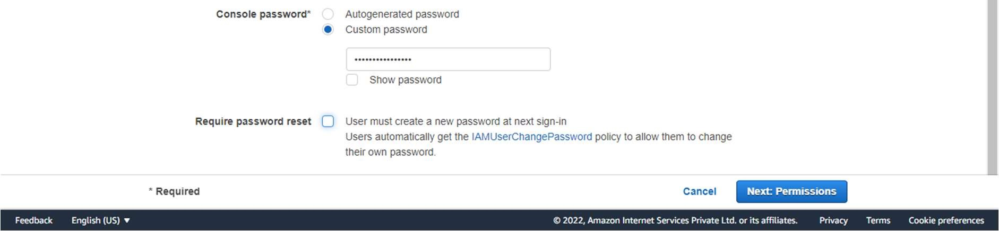 Console password*
Autogenerated password
Custom password
••••••••••••••••
Show password
Require password reset
User must create a new password at next sign-in
Users automatically get the IAMUserChangePassword policy to allow them to change
their own password.
* Required
Cancel
Next: Permissions
Feedback
English (US) ▼
© 2022, Amazon Internet Services Private Ltd. or its affiliates.
Privacy
Terms
Cookie preferences